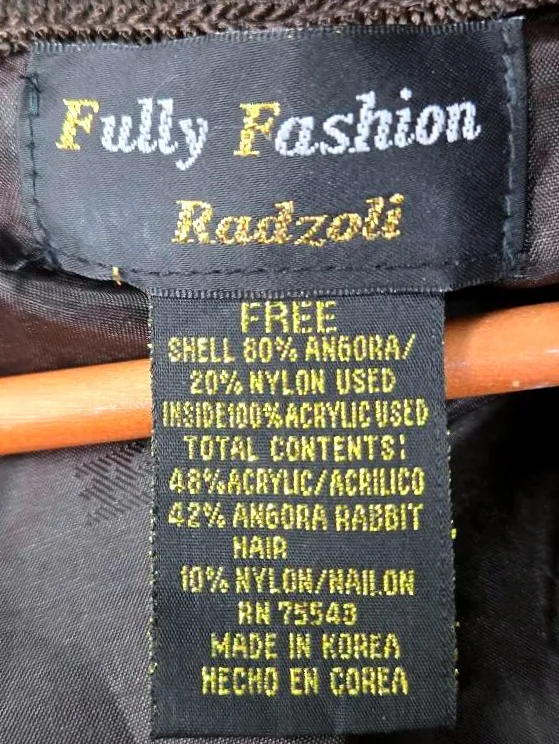 Fully Fashion
Radzoli
FREE
SHELL 80% ANGORA/
20% NYLON USED
INSIDE100%ACRYLIC USED
TOTAL CONTENTS:
48%ACRYLIC/ACRILICO
42% ANGORA RABBIT
HAIR
10% NYLON/NAILON
RN 75543
MADE IN KOREA
HECHO EN COREA